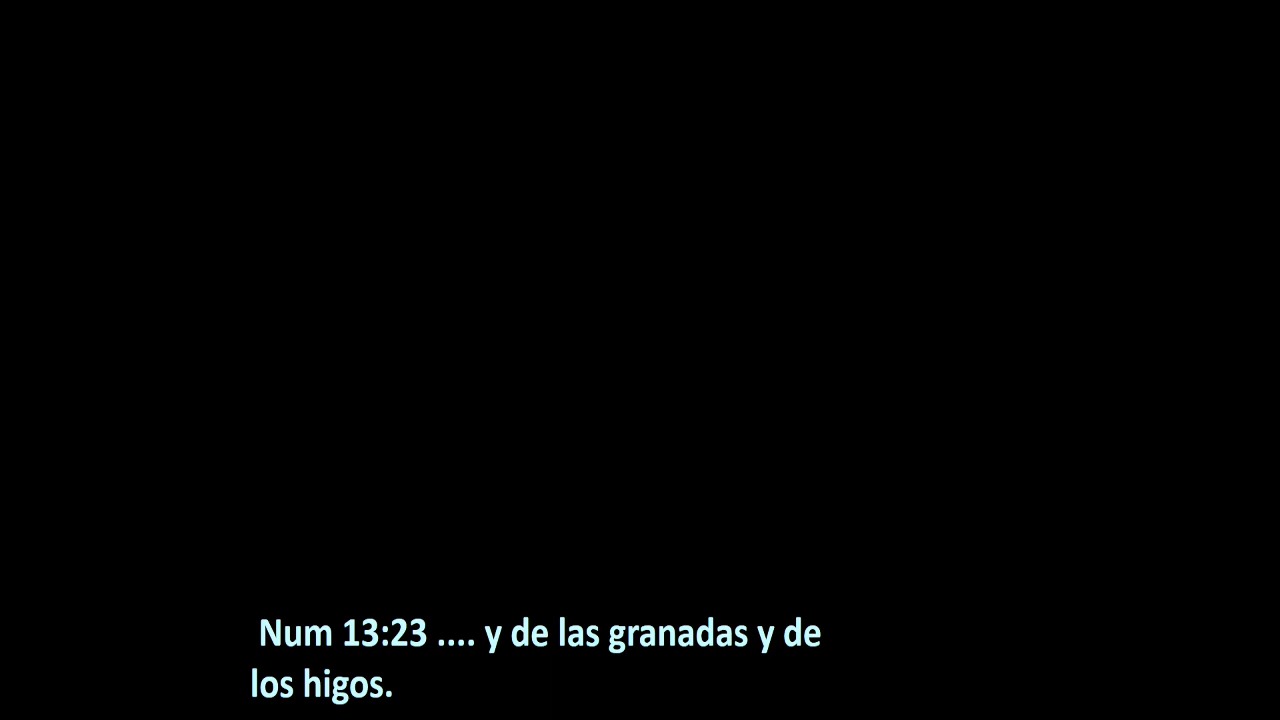 Num 13:23 .... y de las granadas y de
los higos.